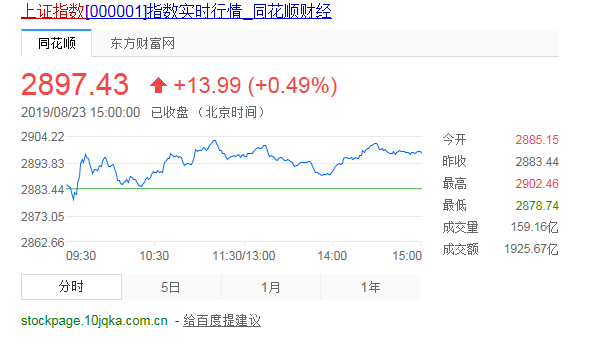 上证指数[000001]指数实时行情_同花顺财经
同花顺 东方财富网
2897.43 +13.99 (+0.49%)
2019/08/23 15:00:00 已收盘 （北京时间）
2904.22
2893.83
2883.44
2873.05
2862.66
09:30 10:30 11:30/13:00 14:00 15:00
今开 2885.15
昨收 2883.44
最高 2902.46
最低 2878.74
成交量 159.16亿
成交额 1925.67亿
分时 5日 1月 1年
stockpage.10jqka.com.cn - 给百度提建议